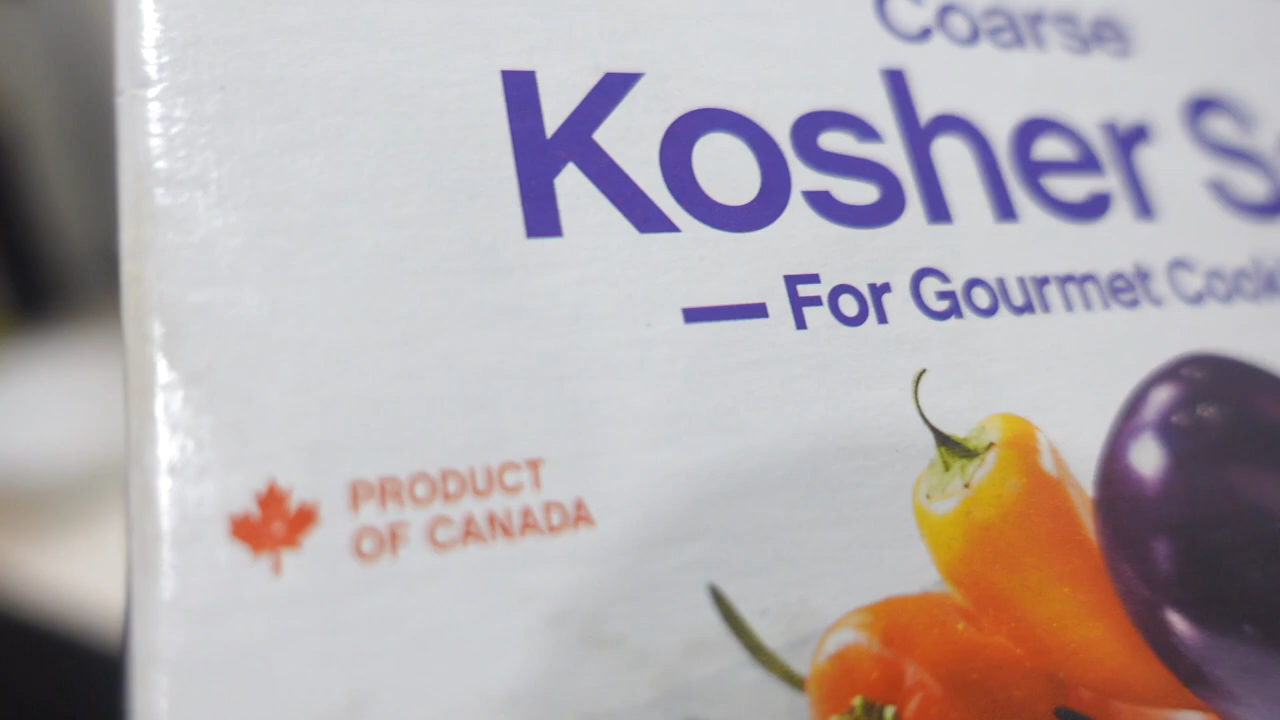 Coarse
Kosher
— For Gourmet
PRODUCT
OF CANADA